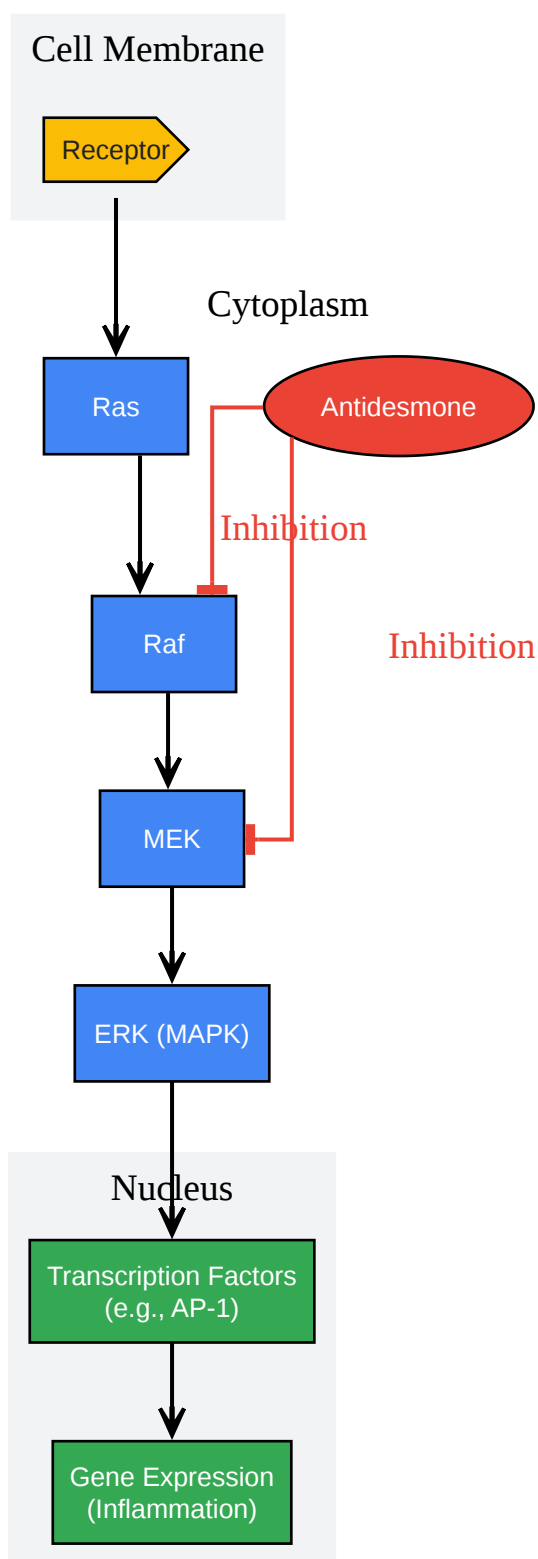 Cell Membrane
Receptor
Cytoplasm
Ras
Antidesmone
Inhibition
Raf
Inhibition
MEK
ERK (MAPK)
Nucleus
Transcription Factors
(e.g., AP-1)
Gene Expression
(Inflammation)